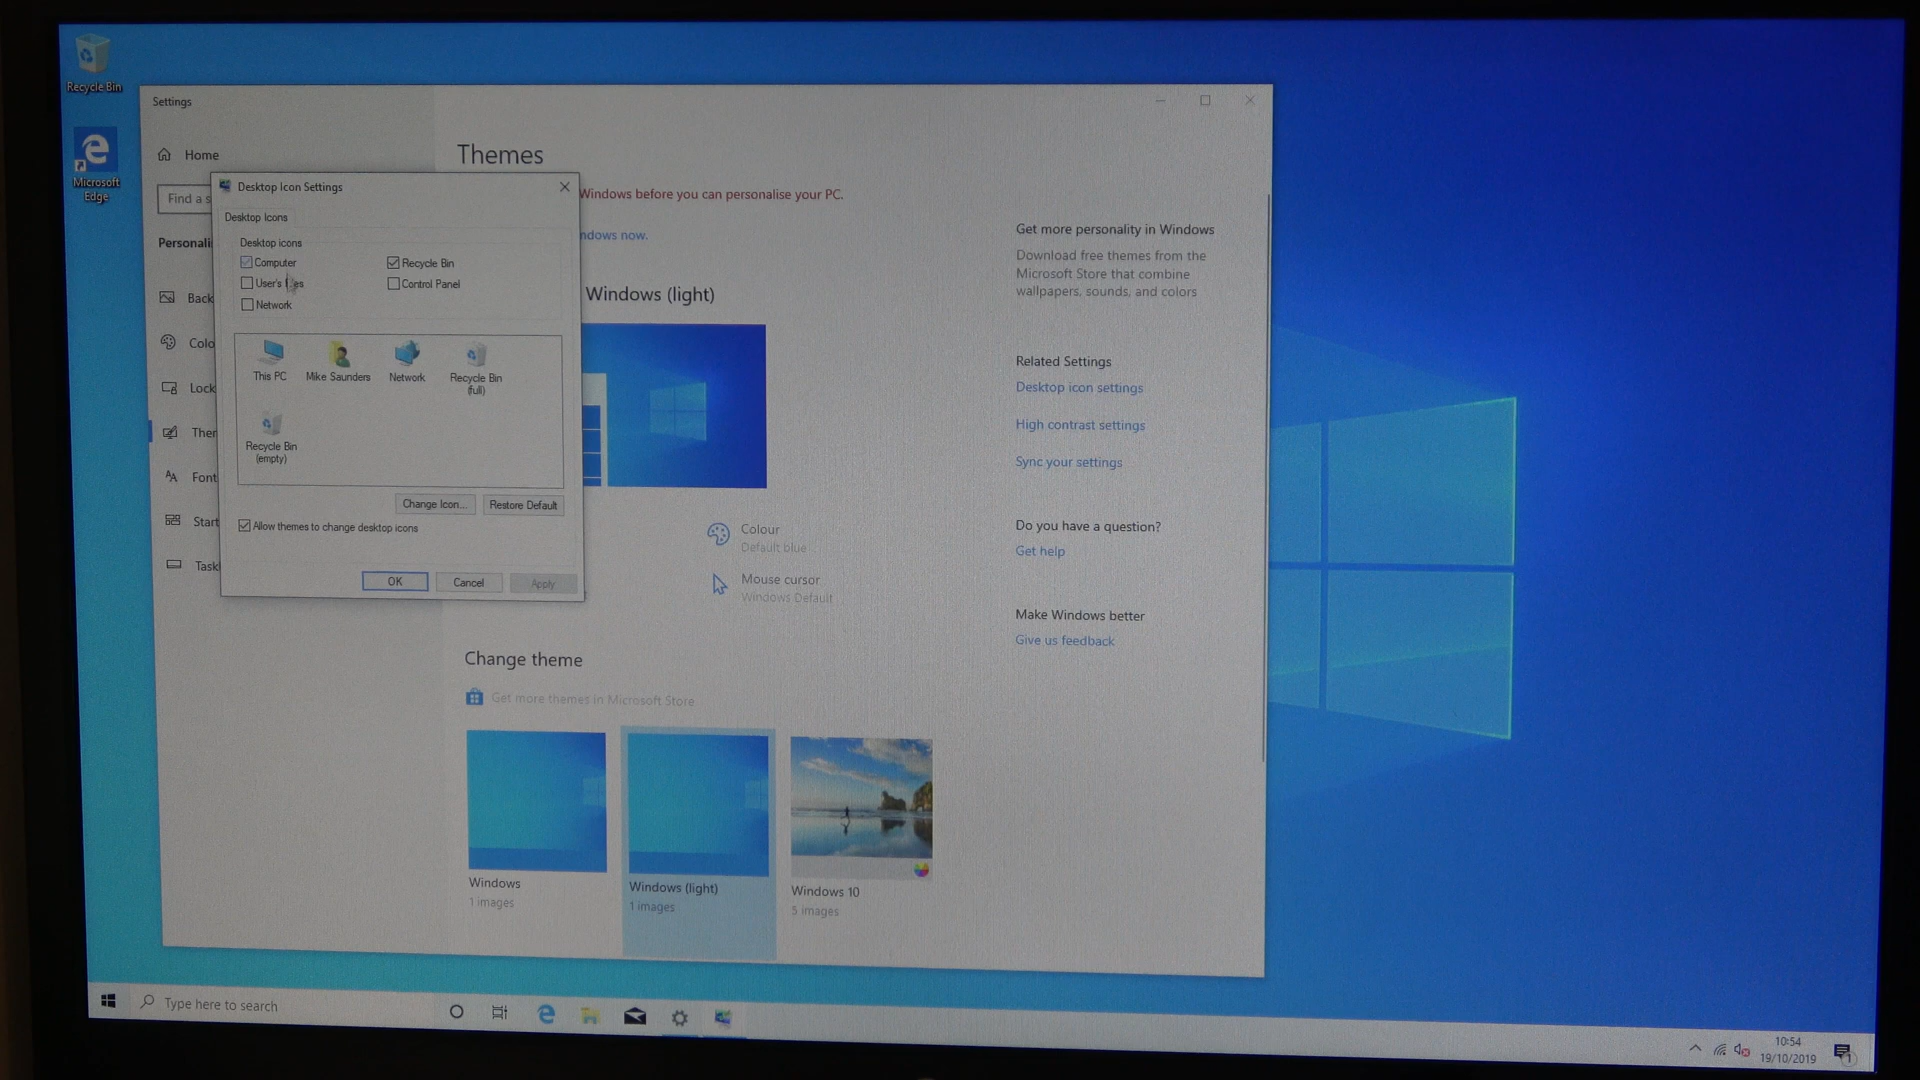 Recycle Bin
Microsoft
Edge
Settings
Home
Find a s
Personali
Back
Colo
Lock
Ther
Font
Start
Task
Themes
Windows before you can personalise your PC.
ndows now.
Windows (light)
Colour
Default blue
Mouse cursor
Windows Default
Change theme
Get more themes in Microsoft Store
Windows
1 images
Windows (light)
1 images
Windows 10
5 images
Get more personality in Windows
Download free themes from the
Microsoft Store that combine
wallpapers, sounds, and colors
Related Settings
Desktop icon settings
High contrast settings
Sync your settings
Do you have a question?
Get help
Make Windows better
Give us feedback
Desktop Icon Settings
Desktop Icons
Desktop icons
Computer
Recycle Bin
User's
Control Panel
Network
This PC
Mike Saunders
Network
Recycle Bin
(full)
Recycle Bin
(empty)
Change Icon...
Restore Default
Allow themes to change desktop icons
OK
Cancel
Apply
Type here to search
10:54
19/10/2019
1